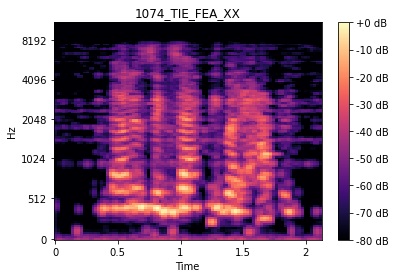 1074_TIE_FEA_XX
8192
4096
2048
1024
512
0
Hz
0
0.5
1
1.5
2
Time
+0 dB
-10 dB
-20 dB
-30 dB
-40 dB
-50 dB
-60 dB
-70 dB
-80 dB